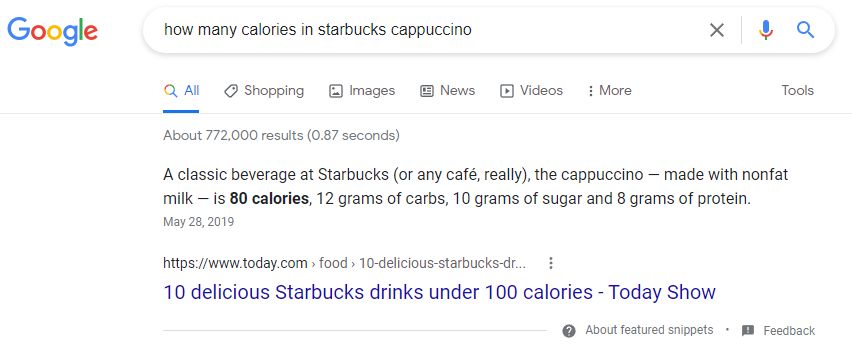 Google
how many calories in starbucks cappuccino
All Shopping Images News Videos More Tools
About 772,000 results (0.87 seconds)
A classic beverage at Starbucks (or any café, really), the cappuccino — made with nonfat
milk — is 80 calories, 12 grams of carbs, 10 grams of sugar and 8 grams of protein.
May 28, 2019
https://www.today.com › food › 10-delicious-starbucks-dr...
10 delicious Starbucks drinks under 100 calories - Today Show
About featured snippets • Feedback